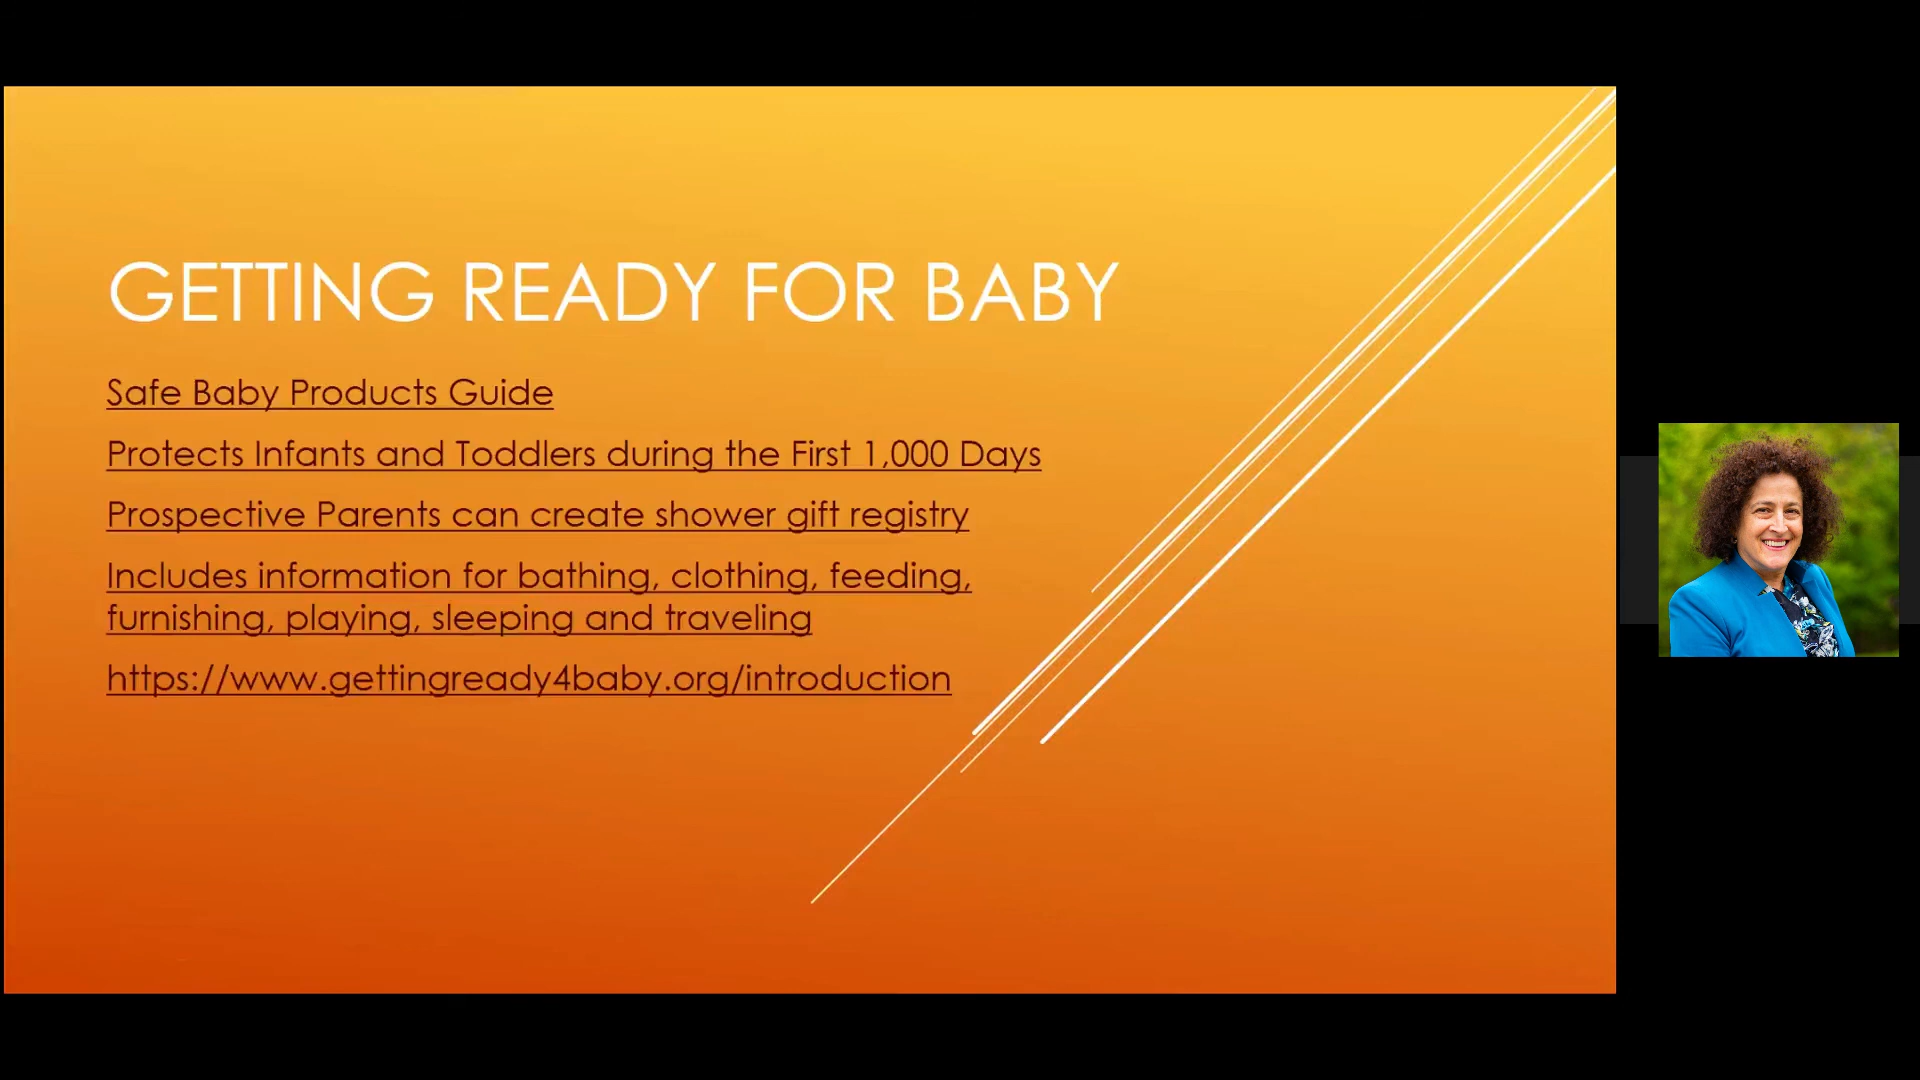 GETTING READY FOR BABY
Safe Baby Products Guide
Protects Infants and Toddlers during the First 1,000 Days
Prospective Parents can create shower gift registry
Includes information for bathing, clothing, feeding,
furnishing, playing, sleeping and traveling
https://www.gettingready4baby.org/introduction